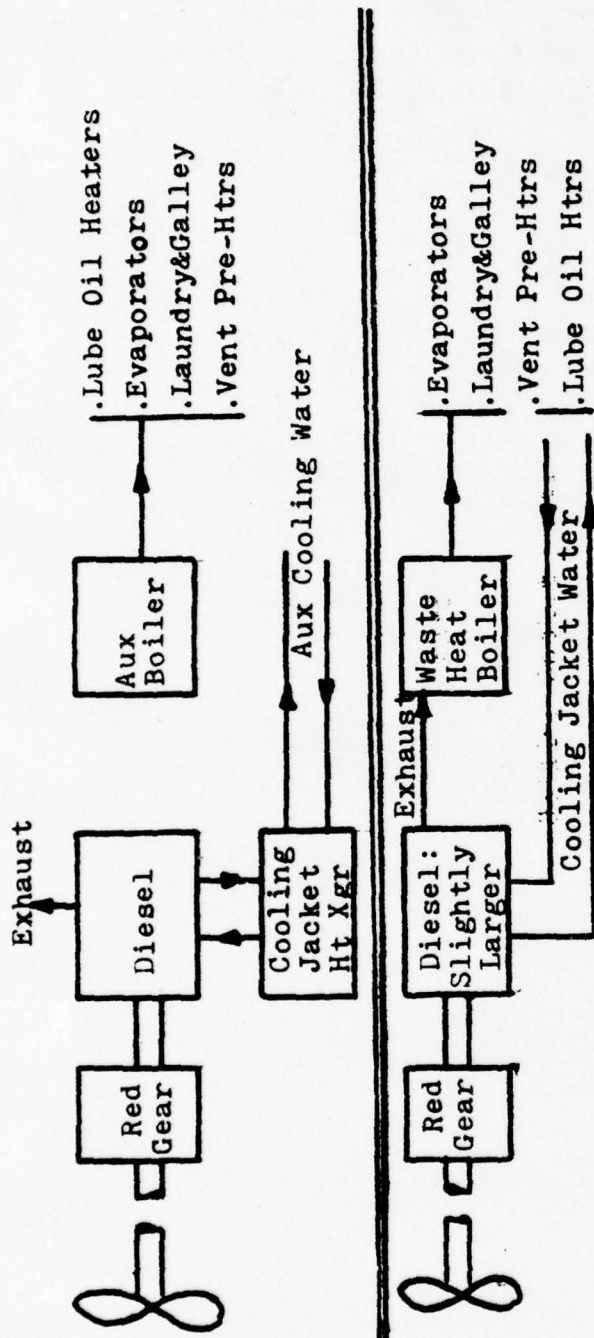 Exhaust
Red
Gear
Diesel
Aux
Boiler
.Lube Oil Heaters
.Evaporators
.Laundry&Galley
.Vent Pre-Htrs
Cooling
Jacket
Ht Xgr
Aux Cooling Water
Red
Gear
Diesel:
Slightly
Larger
Exhaust
Waste
Heat
Boiler
.Evaporators
.Laundry&Galley
.Vent Pre-Htrs
.Lube Oil Htrs
Cooling Jacket Water